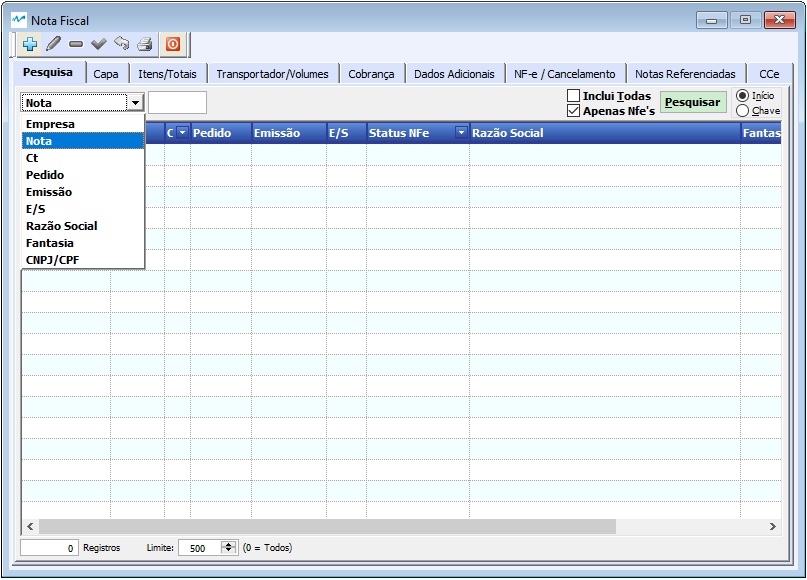 Nota Fiscal
Pesquisa Capa Itens/Totais Transportador/Volumes Cobrança Dados Adicionais NF-e / Cancelamento Notas Referenciadas CCe
Nota Inclui Todas Pesquisar Início
Apenas Nfe's Chave
Empresa
Nota
Ct
Pedido
Emissão
E/S
Razão Social
Fantasia
CNPJ/CPF
C Pedido Emissão E/S Status NFe Razão Social Fantas
0 Registros Limite: 500 (0 = Todos)